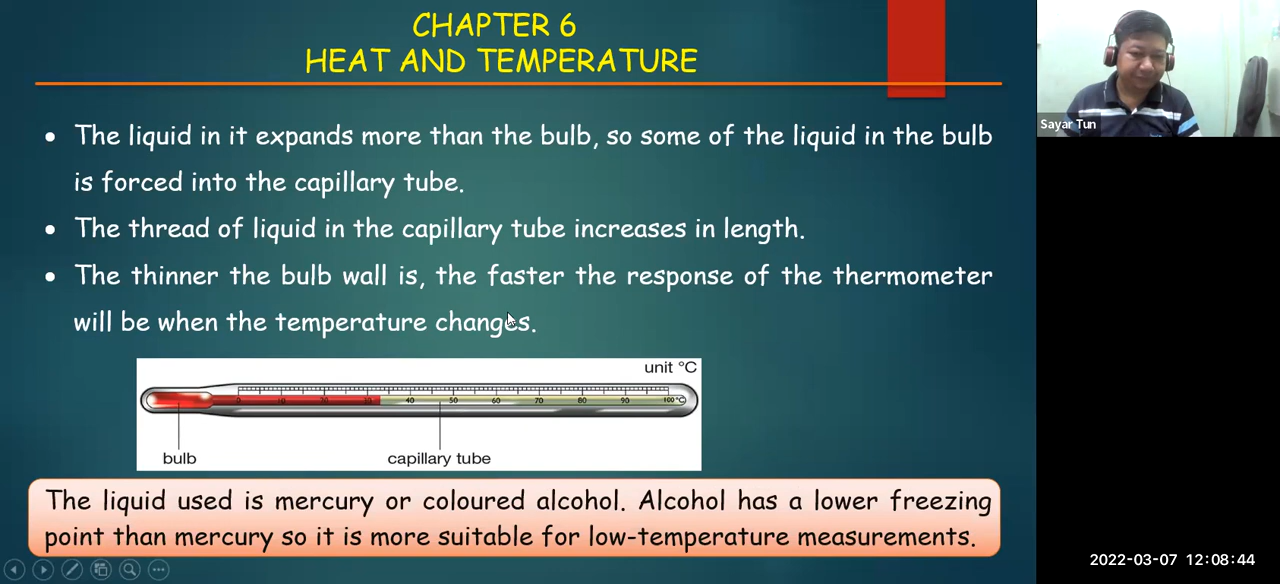 CHAPTER 6
HEAT AND TEMPERATURE
• The liquid in it expands more than the bulb, so some of the liquid in the bulb
is forced into the capillary tube.
• The thread of liquid in the capillary tube increases in length.
• The thinner the bulb wall is, the faster the response of the thermometer
will be when the temperature changes.
unit °C
0 10 20 30 40 50 60 70 80 90 100 °C
bulb
capillary tube
The liquid used is mercury or coloured alcohol. Alcohol has a lower freezing
point than mercury so it is more suitable for low-temperature measurements.
Sayar Tun
2022-03-07 12:08:44